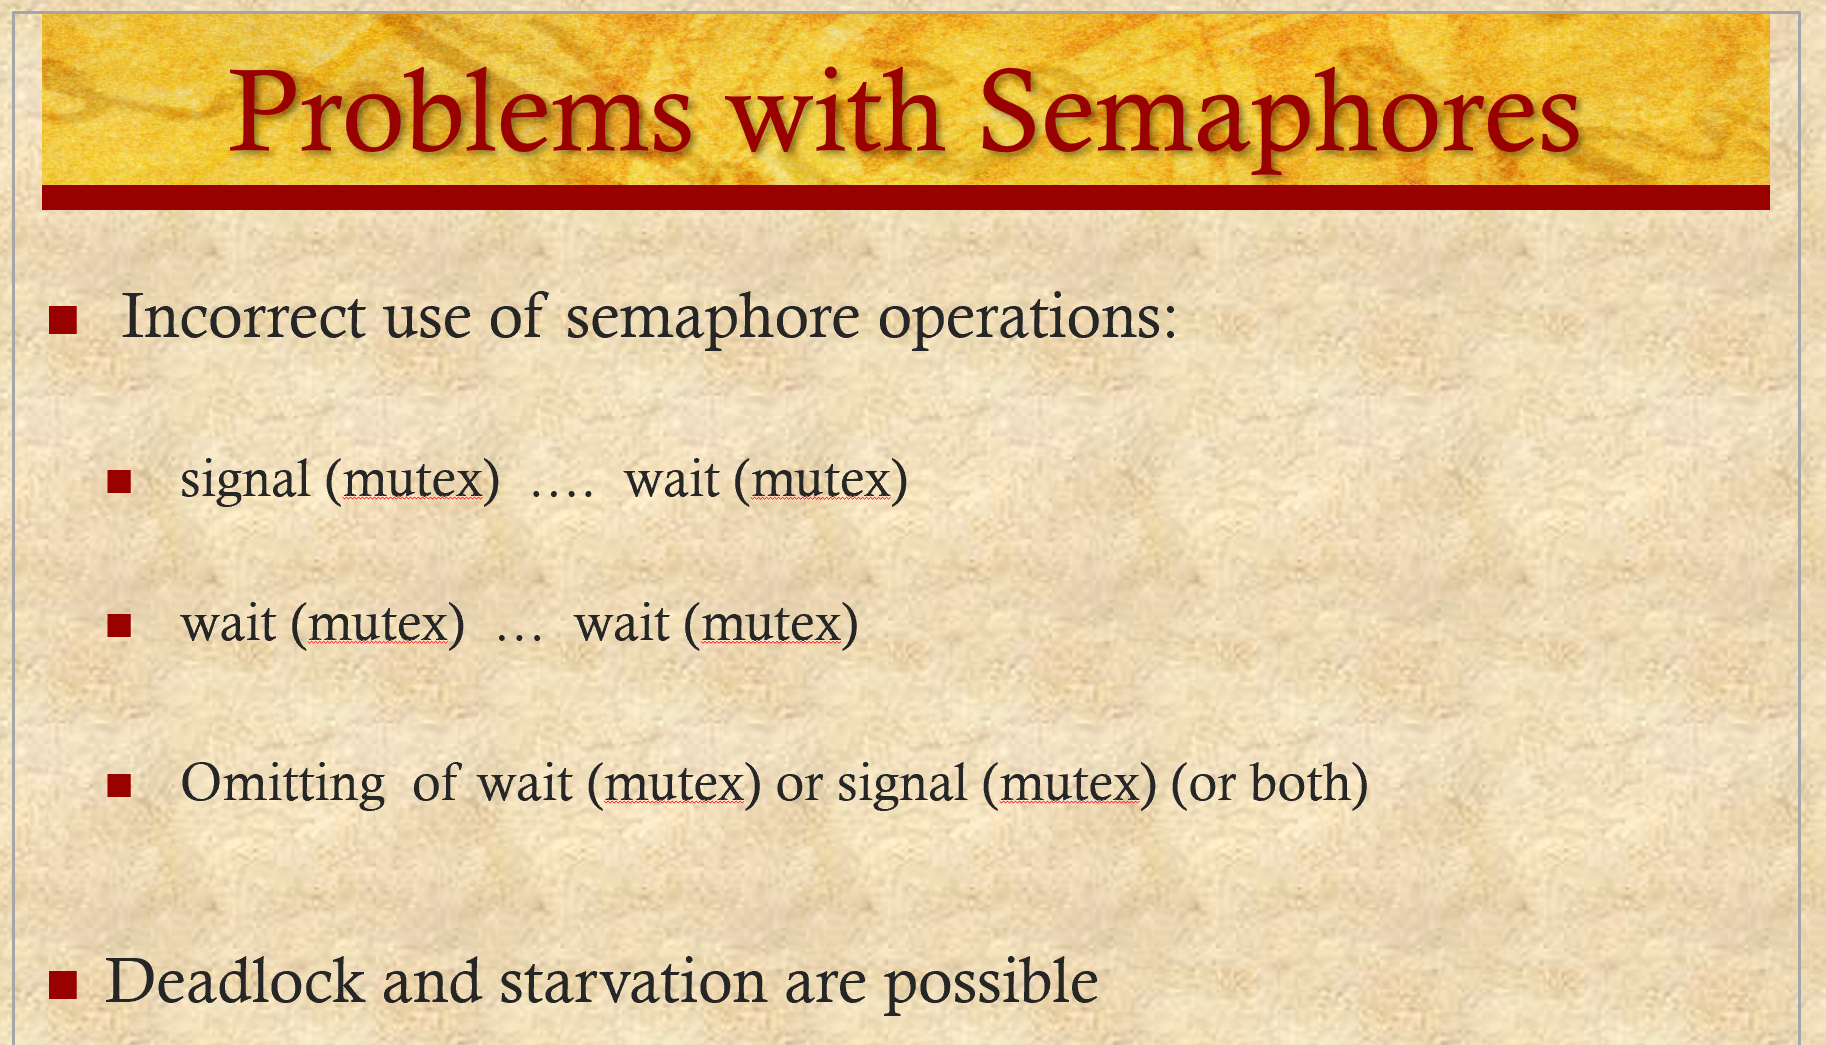 Problems with Semaphores
Incorrect use of semaphore operations:
signal (mutex) .... wait (mutex)
wait (mutex) ... wait (mutex)
Omitting of wait (mutex) or signal (mutex) (or both)
Deadlock and starvation are possible